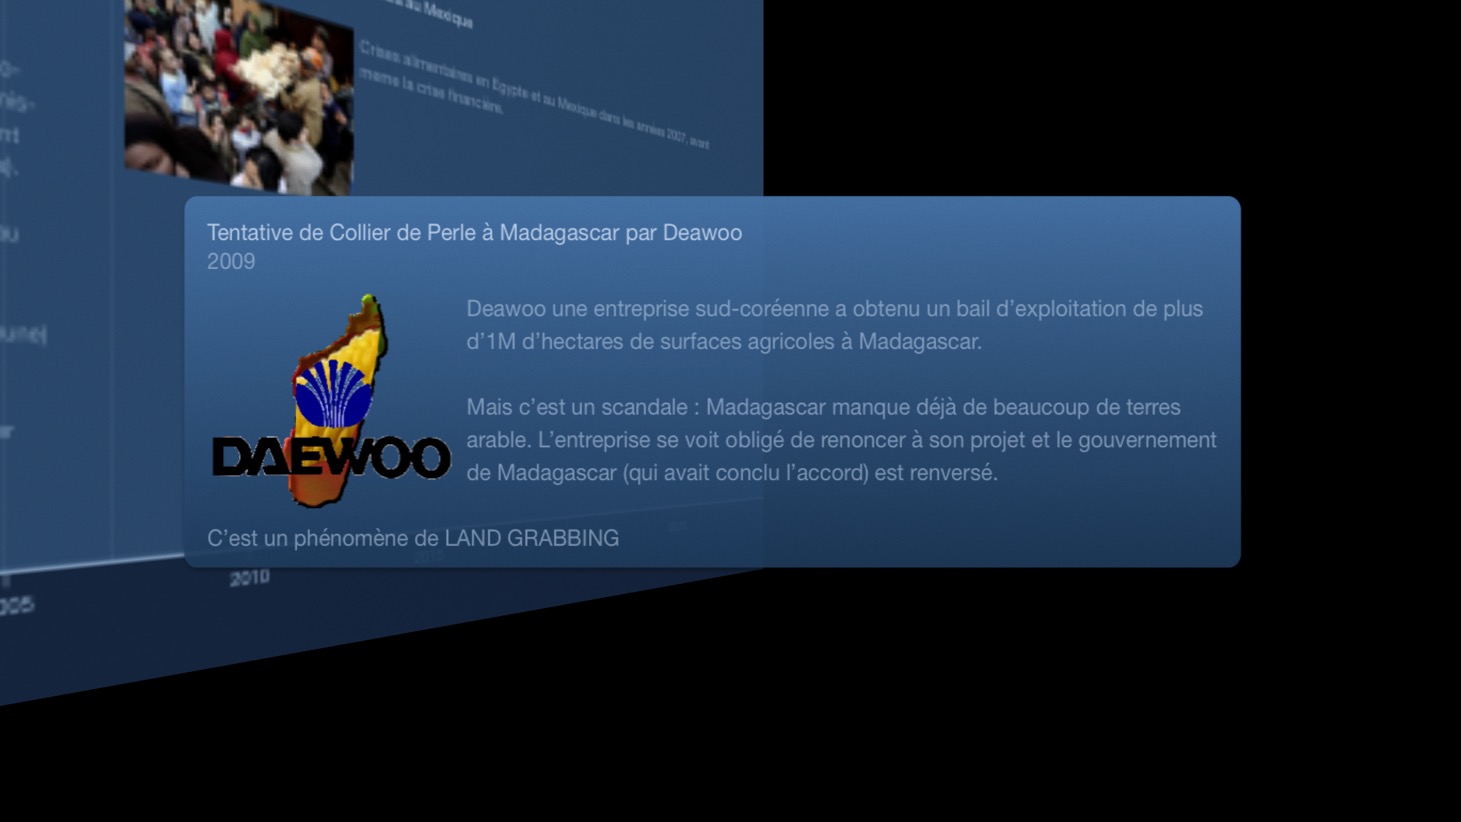 au Mexique
Crises alimentaires en Egypte et au Mexique dans les années 2007, avant
meme la crise financière.
Tentative de Collier de Perle à Madagascar par Deawoo
2009
Deawoo une entreprise sud-coréenne a obtenu un bail d’exploitation de plus
d’1M d’hectares de surfaces agricoles à Madagascar.
Mais c’est un scandale : Madagascar manque déjà de beaucoup de terres
arable. L’entreprise se voit obligé de renoncer à son projet et le gouvernement
de Madagascar (qui avait conclu l’accord) est renversé.
DAEWOO
C’est un phénomène de LAND GRABBING
2010
2015